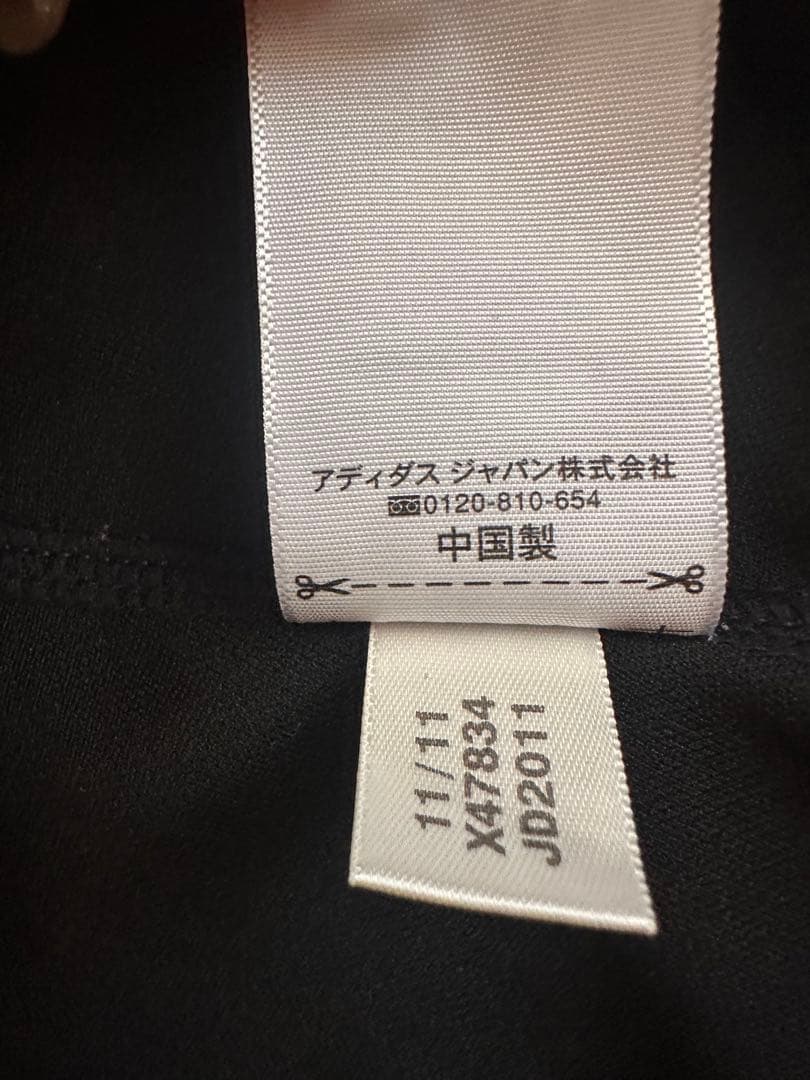 アディダス ジャパン株式会社
0120-810-654
中国製
11/11
X47834
JD2011